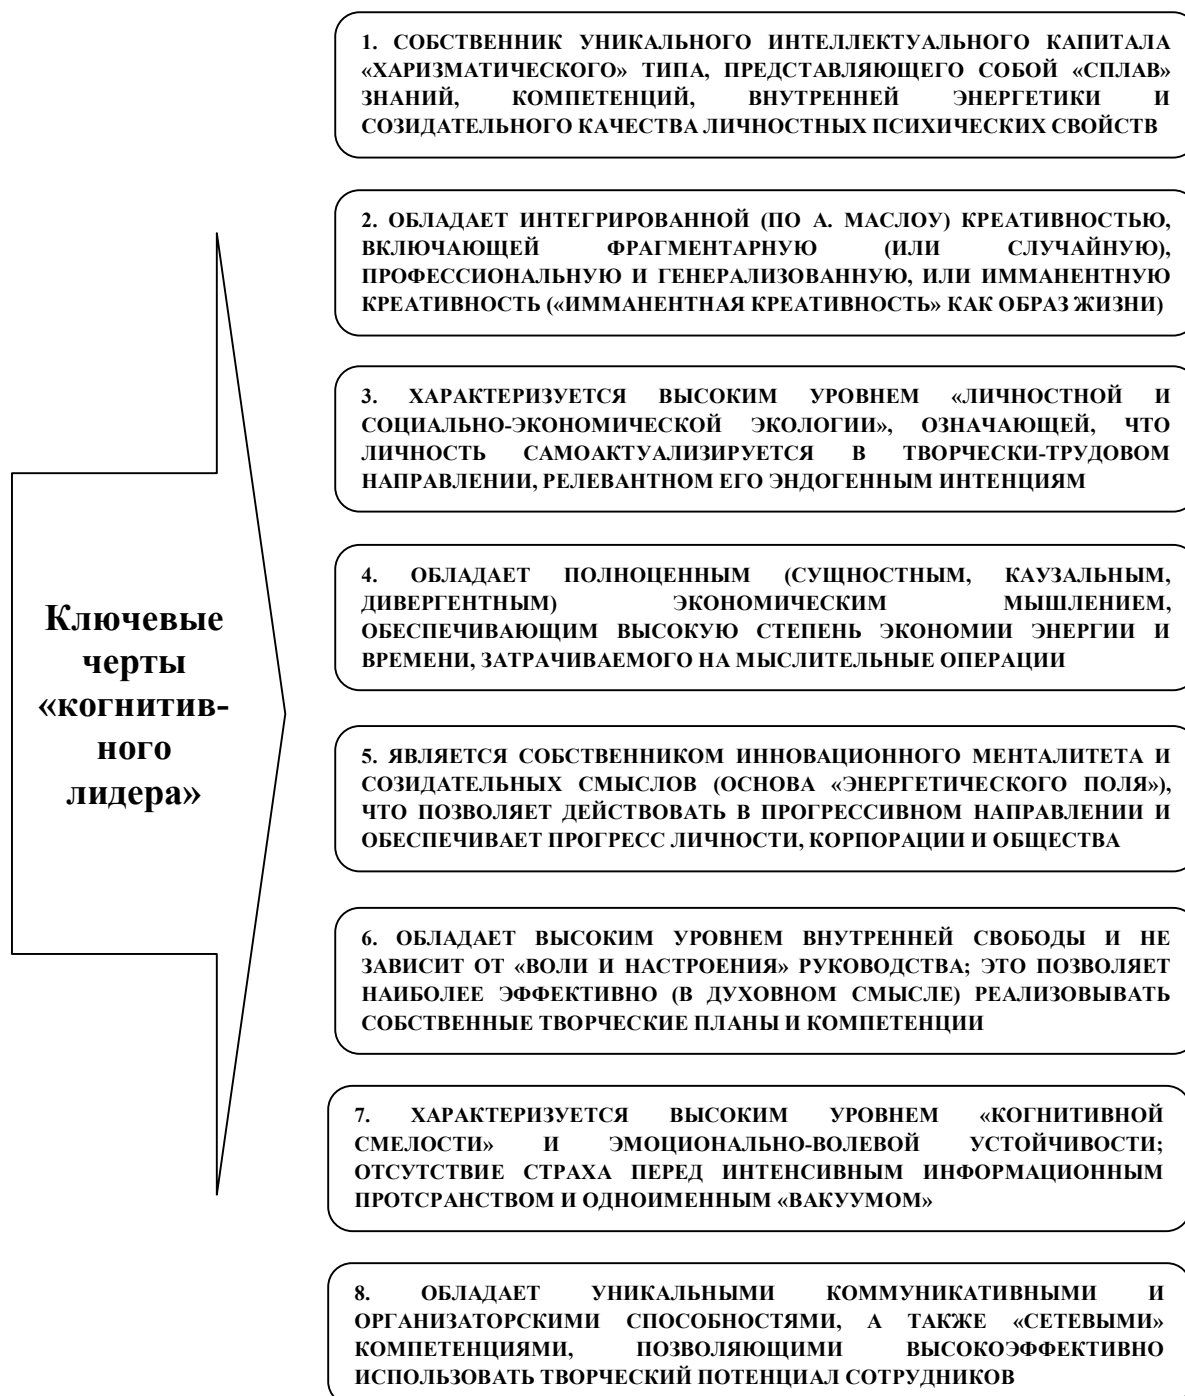 1. СОБСТВЕННИК УНИКАЛЬНОГО ИНТЕЛЛЕКТУАЛЬНОГО КАПИТАЛА
«ХАРИЗМАТИЧЕСКОГО» ТИПА, ПРЕДСТАВЛЯЮЩЕГО СОБОЙ «СПЛАВ»
ЗНАНИЙ, КОМПЕТЕНЦИЙ, ВНУТРЕННЕЙ ЭНЕРГЕТИКИ И
СОЗИДАТЕЛЬНОГО КАЧЕСТВА ЛИЧНОСТНЫХ ПСИХИЧЕСКИХ СВОЙСТВ
2. ОБЛАДАЕТ ИНТЕГРИРОВАННОЙ (ПО А. МАСЛОУ) КРЕАТИВНОСТЬЮ,
ВКЛЮЧАЮЩЕЙ ФРАГМЕНТАРНУЮ (ИЛИ СЛУЧАЙНУЮ),
ПРОФЕССИОНАЛЬНУЮ И ГЕНЕРАЛИЗОВАННУЮ, ИЛИ ИММАНЕНТНУЮ
КРЕАТИВНОСТЬ («ИММАНЕНТНАЯ КРЕАТИВНОСТЬ» КАК ОБРАЗ ЖИЗНИ)
3. ХАРАКТЕРИЗУЕТСЯ ВЫСОКИМ УРОВНЕМ «ЛИЧНОСТНОЙ И
СОЦИАЛЬНО-ЭКОНОМИЧЕСКОЙ ЭКОЛОГИИ», ОЗНАЧАЮЩЕЙ, ЧТО
ЛИЧНОСТЬ САМОАКТУАЛИЗИРУЕТСЯ В ТВОРЧЕСКИ-ТРУДОВОМ
НАПРАВЛЕНИИ, РЕЛЕВАНТНОМ ЕГО ЭНДОГЕННЫМ ИНТЕНЦИЯМ
4. ОБЛАДАЕТ ПОЛНОЦЕННЫМ (СУЩНОСТНЫМ, КАУЗАЛЬНЫМ,
ДИВЕРГЕНТНЫМ) ЭКОНОМИЧЕСКИМ МЫШЛЕНИЕМ,
ОБЕСПЕЧИВАЮЩИМ ВЫСОКУЮ СТЕПЕНЬ ЭКОНОМИИ ЭНЕРГИИ И
ВРЕМЕНИ, ЗАТРАЧИВАЕМОГО НА МЫСЛИТЕЛЬНЫЕ ОПЕРАЦИИ
Ключевые
черты
«когнитив-
ного
лидера»
5. ЯВЛЯЕТСЯ СОБСТВЕННИКОМ ИННОВАЦИОННОГО МЕНТАЛИТЕТА И
СОЗИДАТЕЛЬНЫХ СМЫСЛОВ (ОСНОВА «ЭНЕРГЕТИЧЕСКОГО ПОЛЯ»),
ЧТО ПОЗВОЛЯЕТ ДЕЙСТВОВАТЬ В ПРОГРЕССИВНОМ НАПРАВЛЕНИИ И
ОБЕСПЕЧИВАЕТ ПРОГРЕСС ЛИЧНОСТИ, КОРПОРАЦИИ И ОБЩЕСТВА
6. ОБЛАДАЕТ ВЫСОКИМ УРОВНЕМ ВНУТРЕННЕЙ СВОБОДЫ И НЕ
ЗАВИСИТ ОТ «ВОЛИ И НАСТРОЕНИЯ» РУКОВОДСТВА; ЭТО ПОЗВОЛЯЕТ
НАИБОЛЕЕ ЭФФЕКТИВНО (В ДУХОВНОМ СМЫСЛЕ) РЕАЛИЗОВЫВАТЬ
СОБСТВЕННЫЕ ТВОРЧЕСКИЕ ПЛАНЫ И КОМПЕТЕНЦИИ
7. ХАРАКТЕРИЗУЕТСЯ ВЫСОКИМ УРОВНЕМ «КОГНИТИВНОЙ
СМЕЛОСТИ» И ЭМОЦИОНАЛЬНО-ВОЛЕВОЙ УСТОЙЧИВОСТИ;
ОТСУТСТВИЕ СТРАХА ПЕРЕД ИНТЕНСИВНЫМ ИНФОРМАЦИОННЫМ
ПРОТСРАНСТВОМ И ОДНОИМЕННЫМ «ВАКУУМОМ»
8. ОБЛАДАЕТ УНИКАЛЬНЫМИ КОММУНИКАТИВНЫМИ И
ОРГАНИЗАТОРСКИМИ СПОСОБНОСТЯМИ, А ТАКЖЕ «СЕТЕВЫМИ»
КОМПЕТЕНЦИЯМИ, ПОЗВОЛЯЮЩИМИ ВЫСОКОЭФФЕКТИВНО
ИСПОЛЬЗОВАТЬ ТВОРЧЕСКИЙ ПОТЕНЦИАЛ СОТРУДНИКОВ